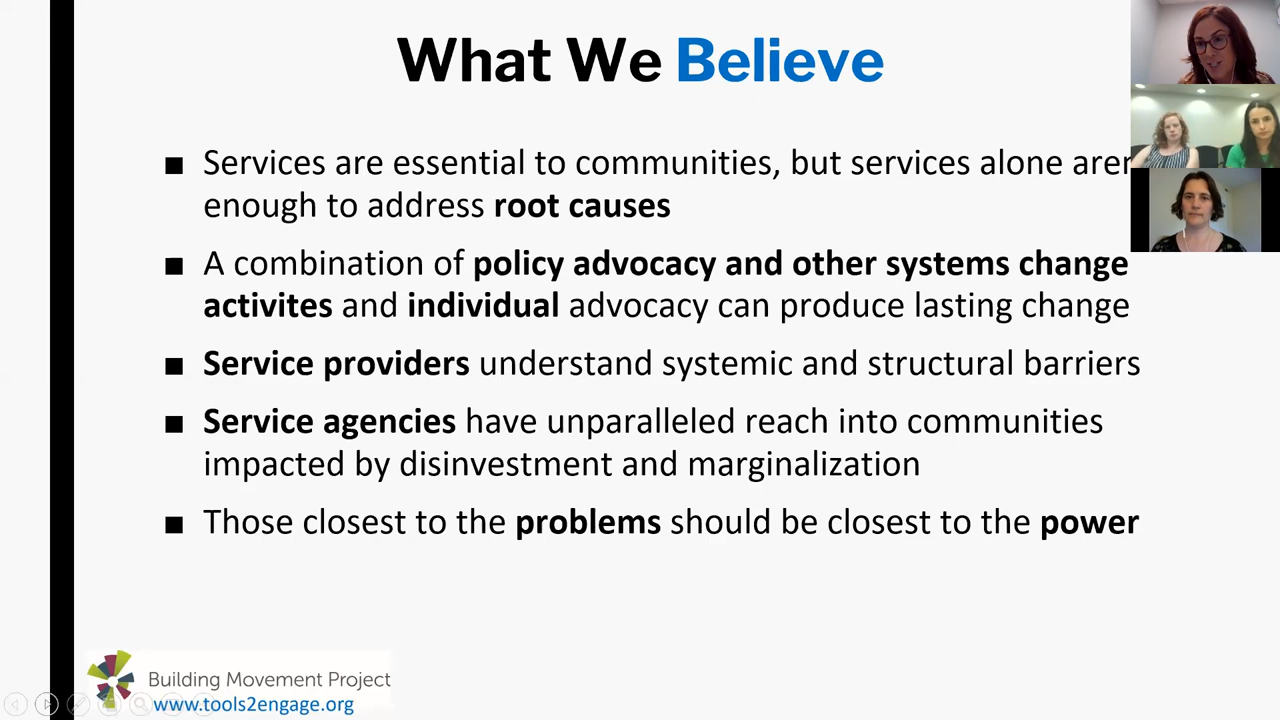 What We Believe
■ Services are essential to communities, but services alone aren
enough to address root causes
■ A combination of policy advocacy and other systems change
activites and individual advocacy can produce lasting change
■ Service providers understand systemic and structural barriers
■ Service agencies have unparalleled reach into communities
impacted by disinvestment and marginalization
■ Those closest to the problems should be closest to the power
Building Movement Project
www.tools2engage.org